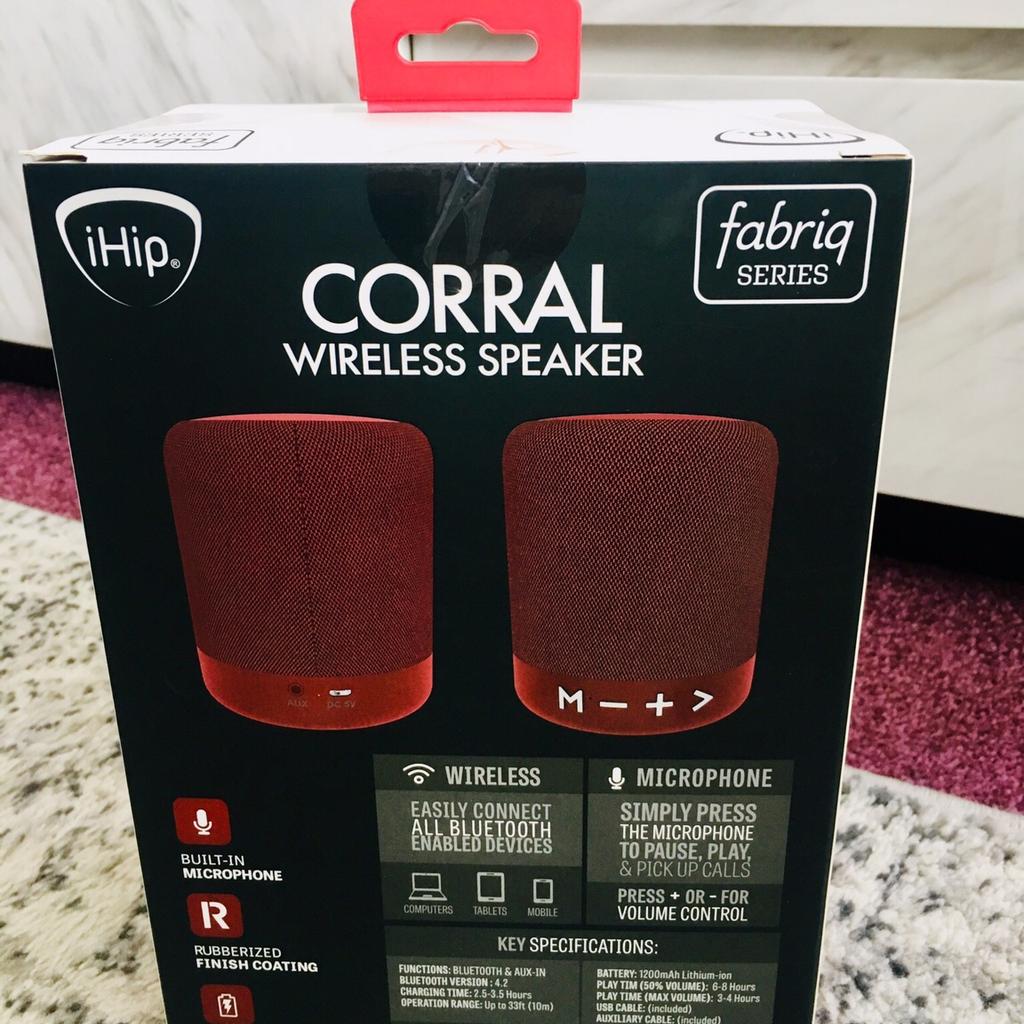 fabriq
SERIES
iHip
iHip®
fabriq
SERIES
CORRAL
WIRELESS SPEAKER
AUX DC 5V
M − + >
WIRELESS
EASILY CONNECT
ALL BLUETOOTH
ENABLED DEVICES
COMPUTERS TABLETS MOBILE
MICROPHONE
SIMPLY PRESS
THE MICROPHONE
TO PAUSE, PLAY,
& PICK UP CALLS
PRESS + OR - FOR
VOLUME CONTROL
BUILT-IN
MICROPHONE
R
RUBBERIZED
FINISH COATING
KEY SPECIFICATIONS:
FUNCTIONS: BLUETOOTH & AUX-IN
BLUETOOTH VERSION : 4.2
CHARGING TIME: 2.5-3.5 Hours
OPERATION RANGE: Up to 33ft (10m)
BATTERY: 1200mAh Lithium-ion
PLAY TIM (50% VOLUME): 6-8 Hours
PLAY TIME (MAX VOLUME): 3-4 Hours
USB CABLE: (included)
AUXILIARY CABLE: (included)